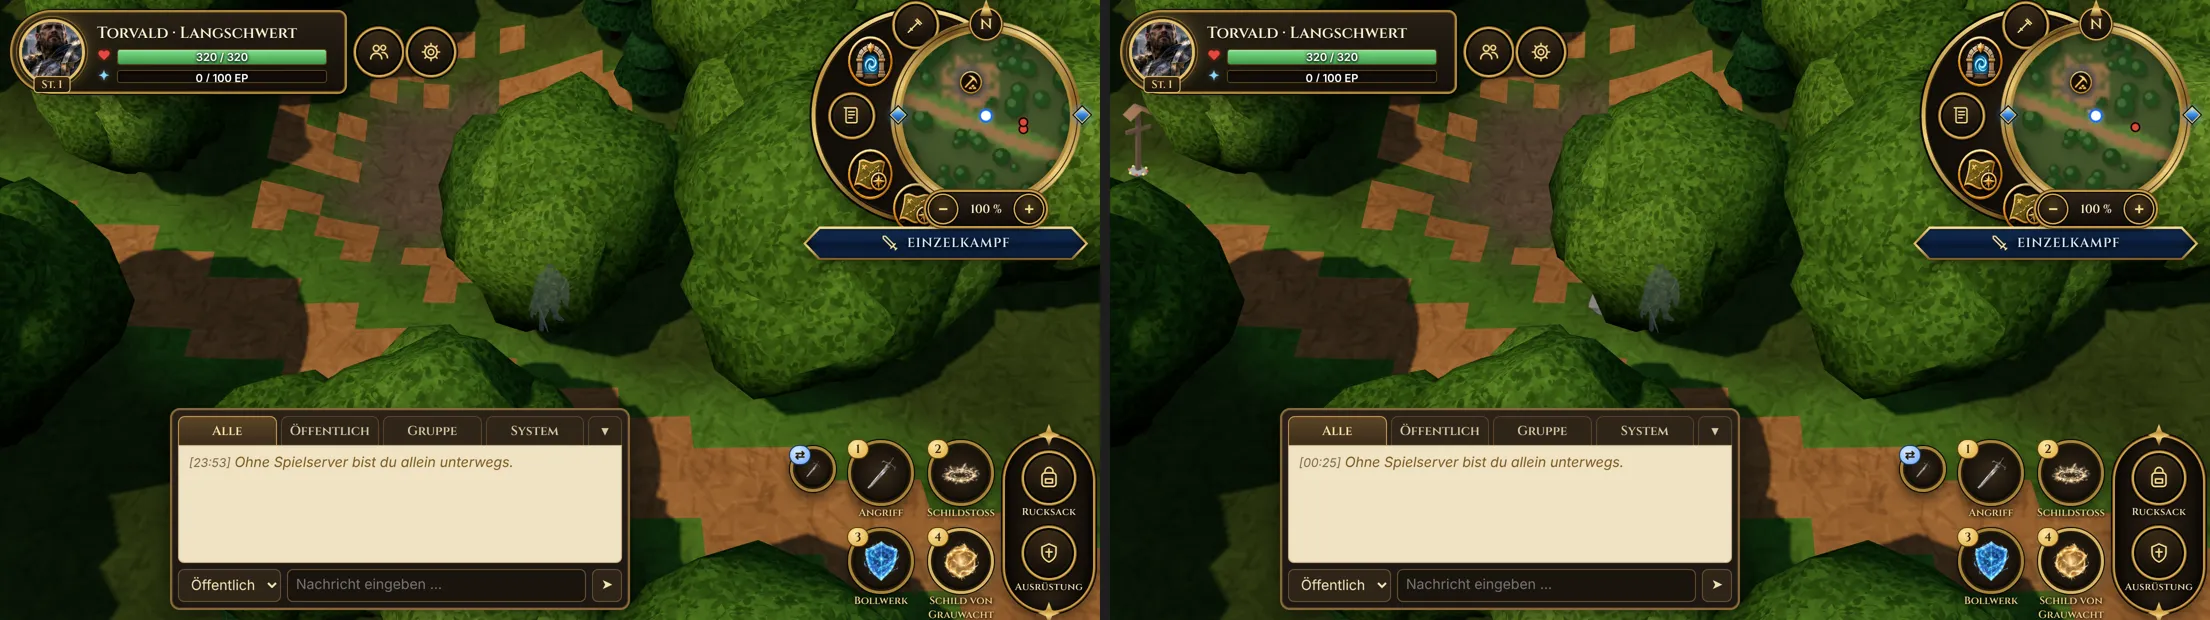 Torvald · Langschwert
320 / 320
0 / 100 EP
St. 1
N
100 %
Einzelkampf
Alle
Öffentlich
Gruppe
System
▼
[23:53] Ohne Spielserver bist du allein unterwegs.
Öffentlich
Nachricht eingeben ...
1
Angriff
2
Schildstoss
3
Bollwerk
4
Schild von
Grauwacht
Rucksack
Ausrüstung
Torvald · Langschwert
320 / 320
0 / 100 EP
St. 1
N
100 %
Einzelkampf
Alle
Öffentlich
Gruppe
System
▼
[00:25] Ohne Spielserver bist du allein unterwegs.
Öffentlich
Nachricht eingeben ...
1
Angriff
2
Schildstoss
3
Bollwerk
4
Schild von
Grauwacht
Rucksack
Ausrüstung